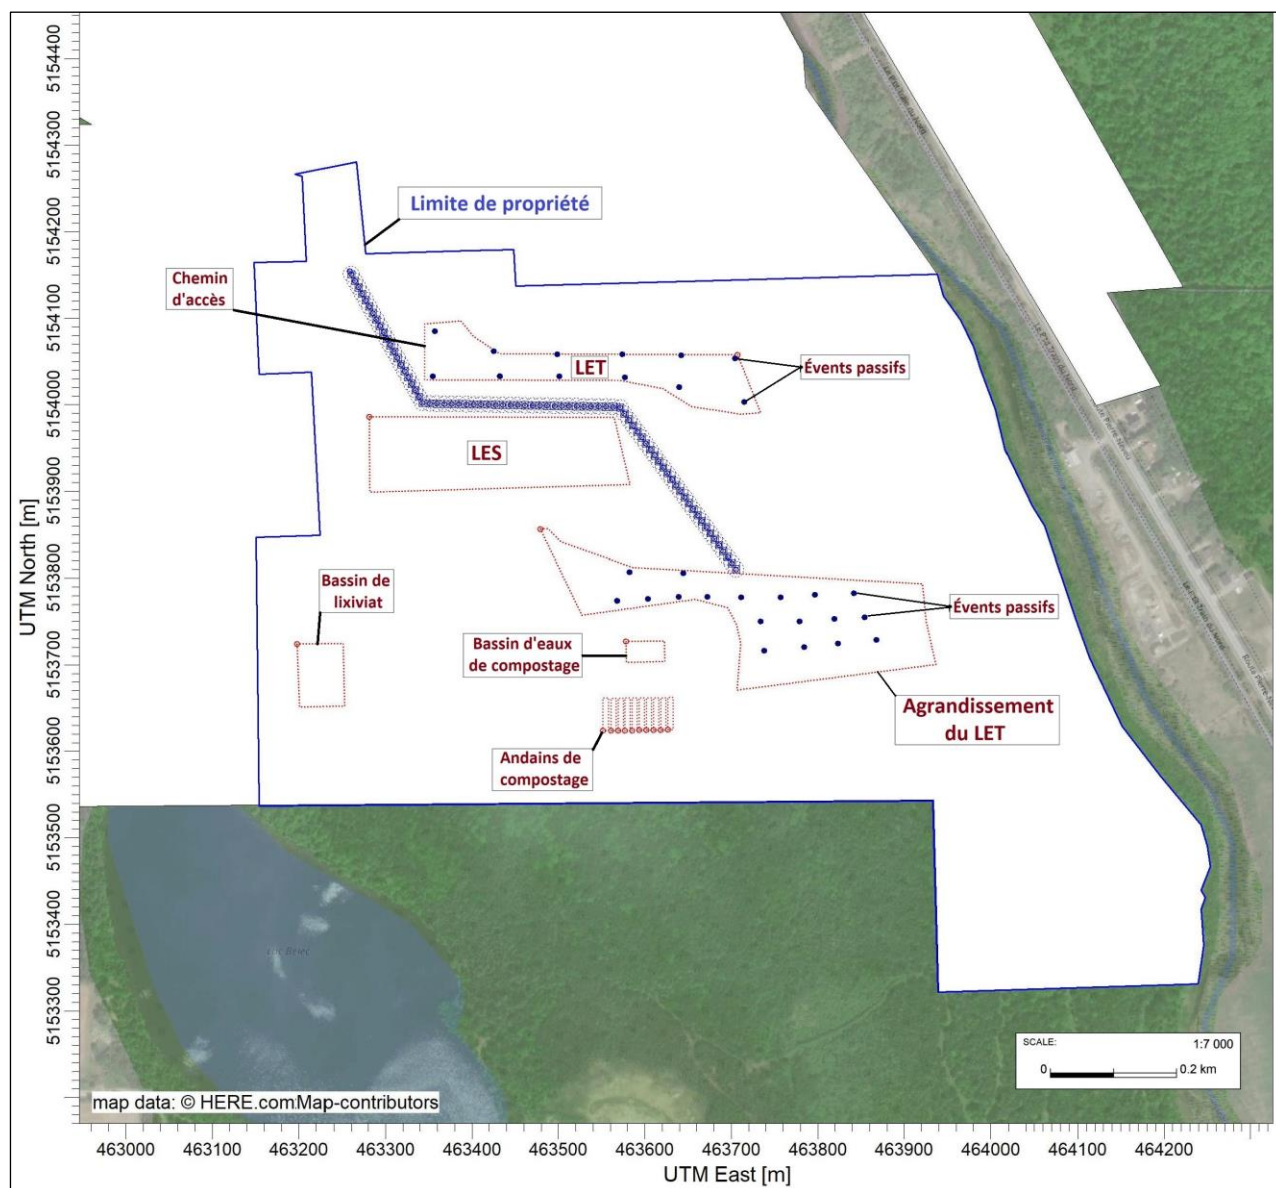 5154400
5154300
5154200
5154100
5154000
5153900
5153800
5153700
5153600
5153500
5153400
5153300
UTM North [m]
Limite de propriété
Chemin
d'accès
LET
Évents passifs
LES
Bassin de
lixiviat
Bassin d'eaux
de compostage
Évents passifs
Agrandissement
du LET
Andains de
compostage
SCALE:
1:7 000
0
0.2 km
map data: © HERE.com:Map-contributors
463000
463100
463200
463300
463400
463500
463600
463700
463800
463900
464000
464100
464200
UTM East [m]